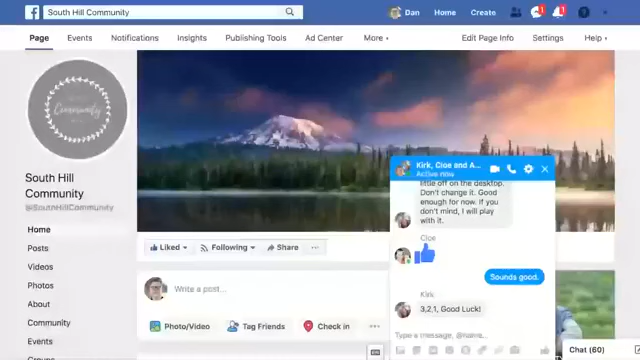 South Hill Community
Dan
Home
Create
1
1
Page
Events
Notifications
Insights
Publishing Tools
Ad Center
More
Edit Page Info
Settings
Help
Community
South Hill
Community
@SouthHillCommunity
Home
Posts
Videos
Photos
About
Community
Events
Groups
Liked
Following
Share
Write a post...
Photo/Video
Tag Friends
Check in
Kirk, Cloe and A...
Active now
little off on the desktop.
Don't change it. Good
enough for now. If you
don't mind, I will play
with it.
Cloe
Sounds good.
Kirk
3,2,1, Good Luck!
Type a message, @name...
Chat (60)